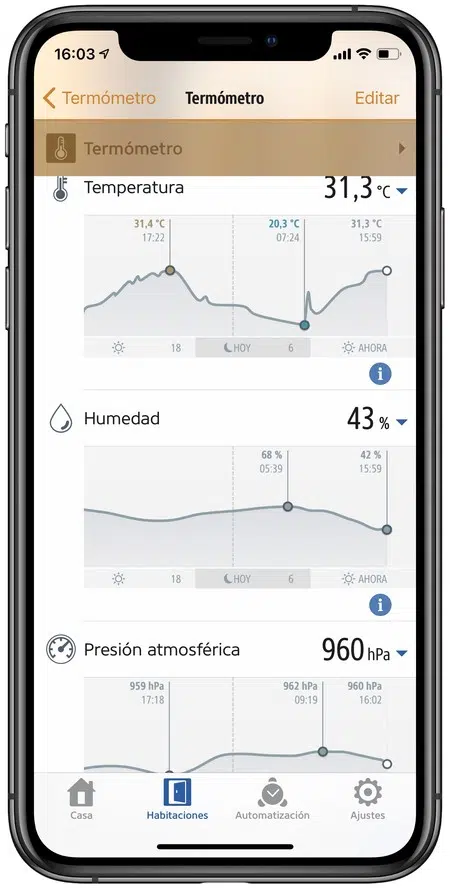 16:03
Termómetro Termómetro Editar
Termómetro
Temperatura 31,3 °C
31,4 °C 20,3 °C 31,3 °C
17:22 07:24 15:59
18 HOY 6 AHORA
i
Humedad 43 %
68 % 42 %
05:39 15:59
18 HOY 6 AHORA
i
Presión atmosférica 960 hPa
959 hPa 962 hPa 960 hPa
17:18 09:19 16:02
Casa Habitaciones Automatización Ajustes